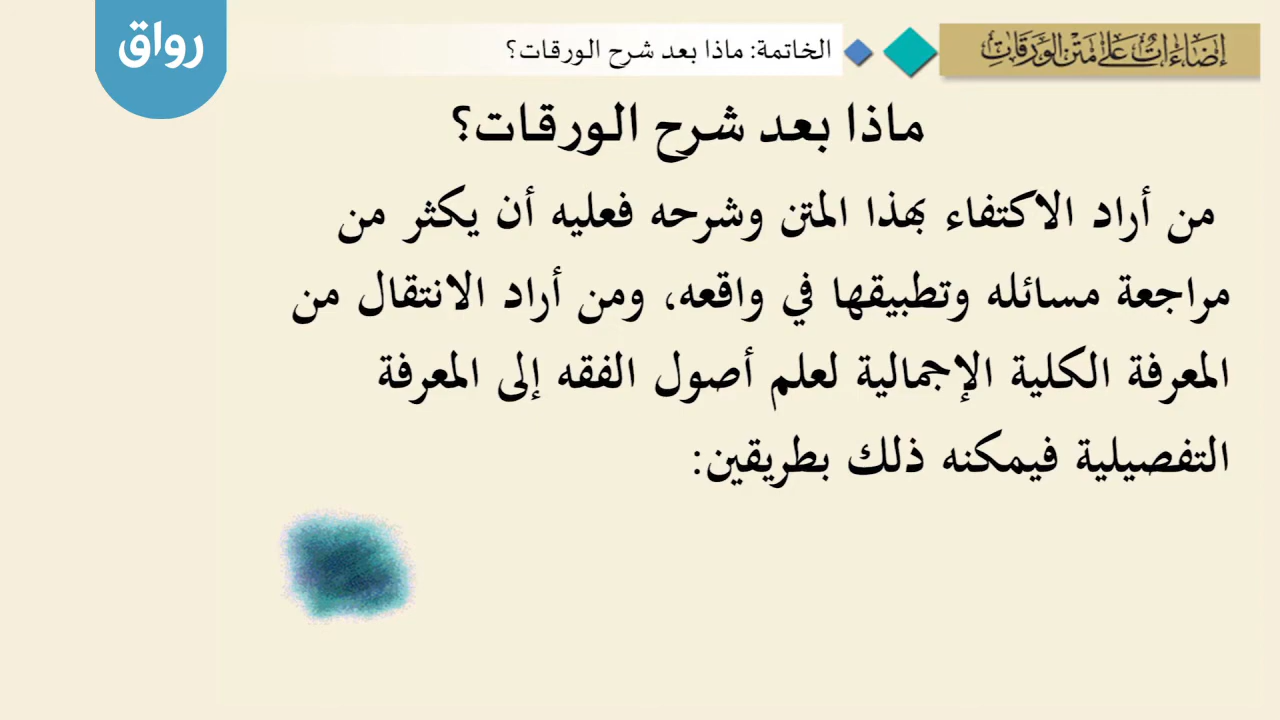 رواق
إضاءات على متن الورقات
الخاتمة: ماذا بعد شرح الورقات؟
ماذا بعد شرح الورقات؟
من أراد الاكتفاء بهذا المتن وشرحه فعليه أن يكثر من
مراجعة مسائله وتطبيقها في واقعه، ومن أراد الانتقال من
المعرفة الكلية الإجمالية لعلم أصول الفقه إلى المعرفة
التفصيلية فيمكنه ذلك بطريقين: